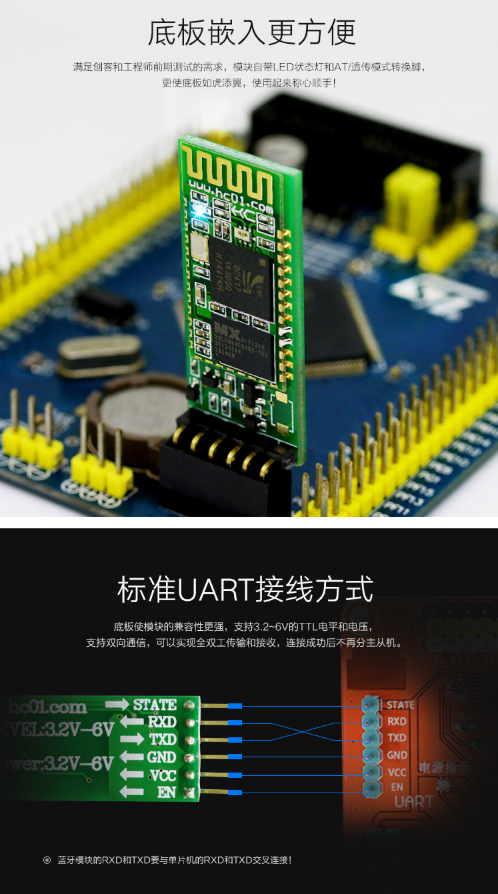 底板嵌入更方便
满足创客和工程师前期测试的需求，模块自带LED状态灯和AT/透传模式转换脚，
更使底板如虎添翼，使用起来称心顺手！
www.hc01.com
MX
标准UART接线方式
底板使模块的兼容性更强，支持3.2~6V的TTL电平和电压，
支持双向通信，可以实现全双工传输和接收，连接成功后不再分主从机。
.hc01.com
STATE
STATE
EVEL:3.2V-6V
RXD
RXD
TXD
TXD
ower:3.2V-6V
GND
GND
VCC
VCC
电源指示
EN
EN
UART
蓝牙模块的RXD和TXD要与单片机的RXD和TXD交叉连接！